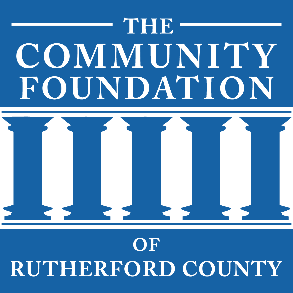 THE
COMMUNITY
FOUNDATION
OF
RUTHERFORD COUNTY